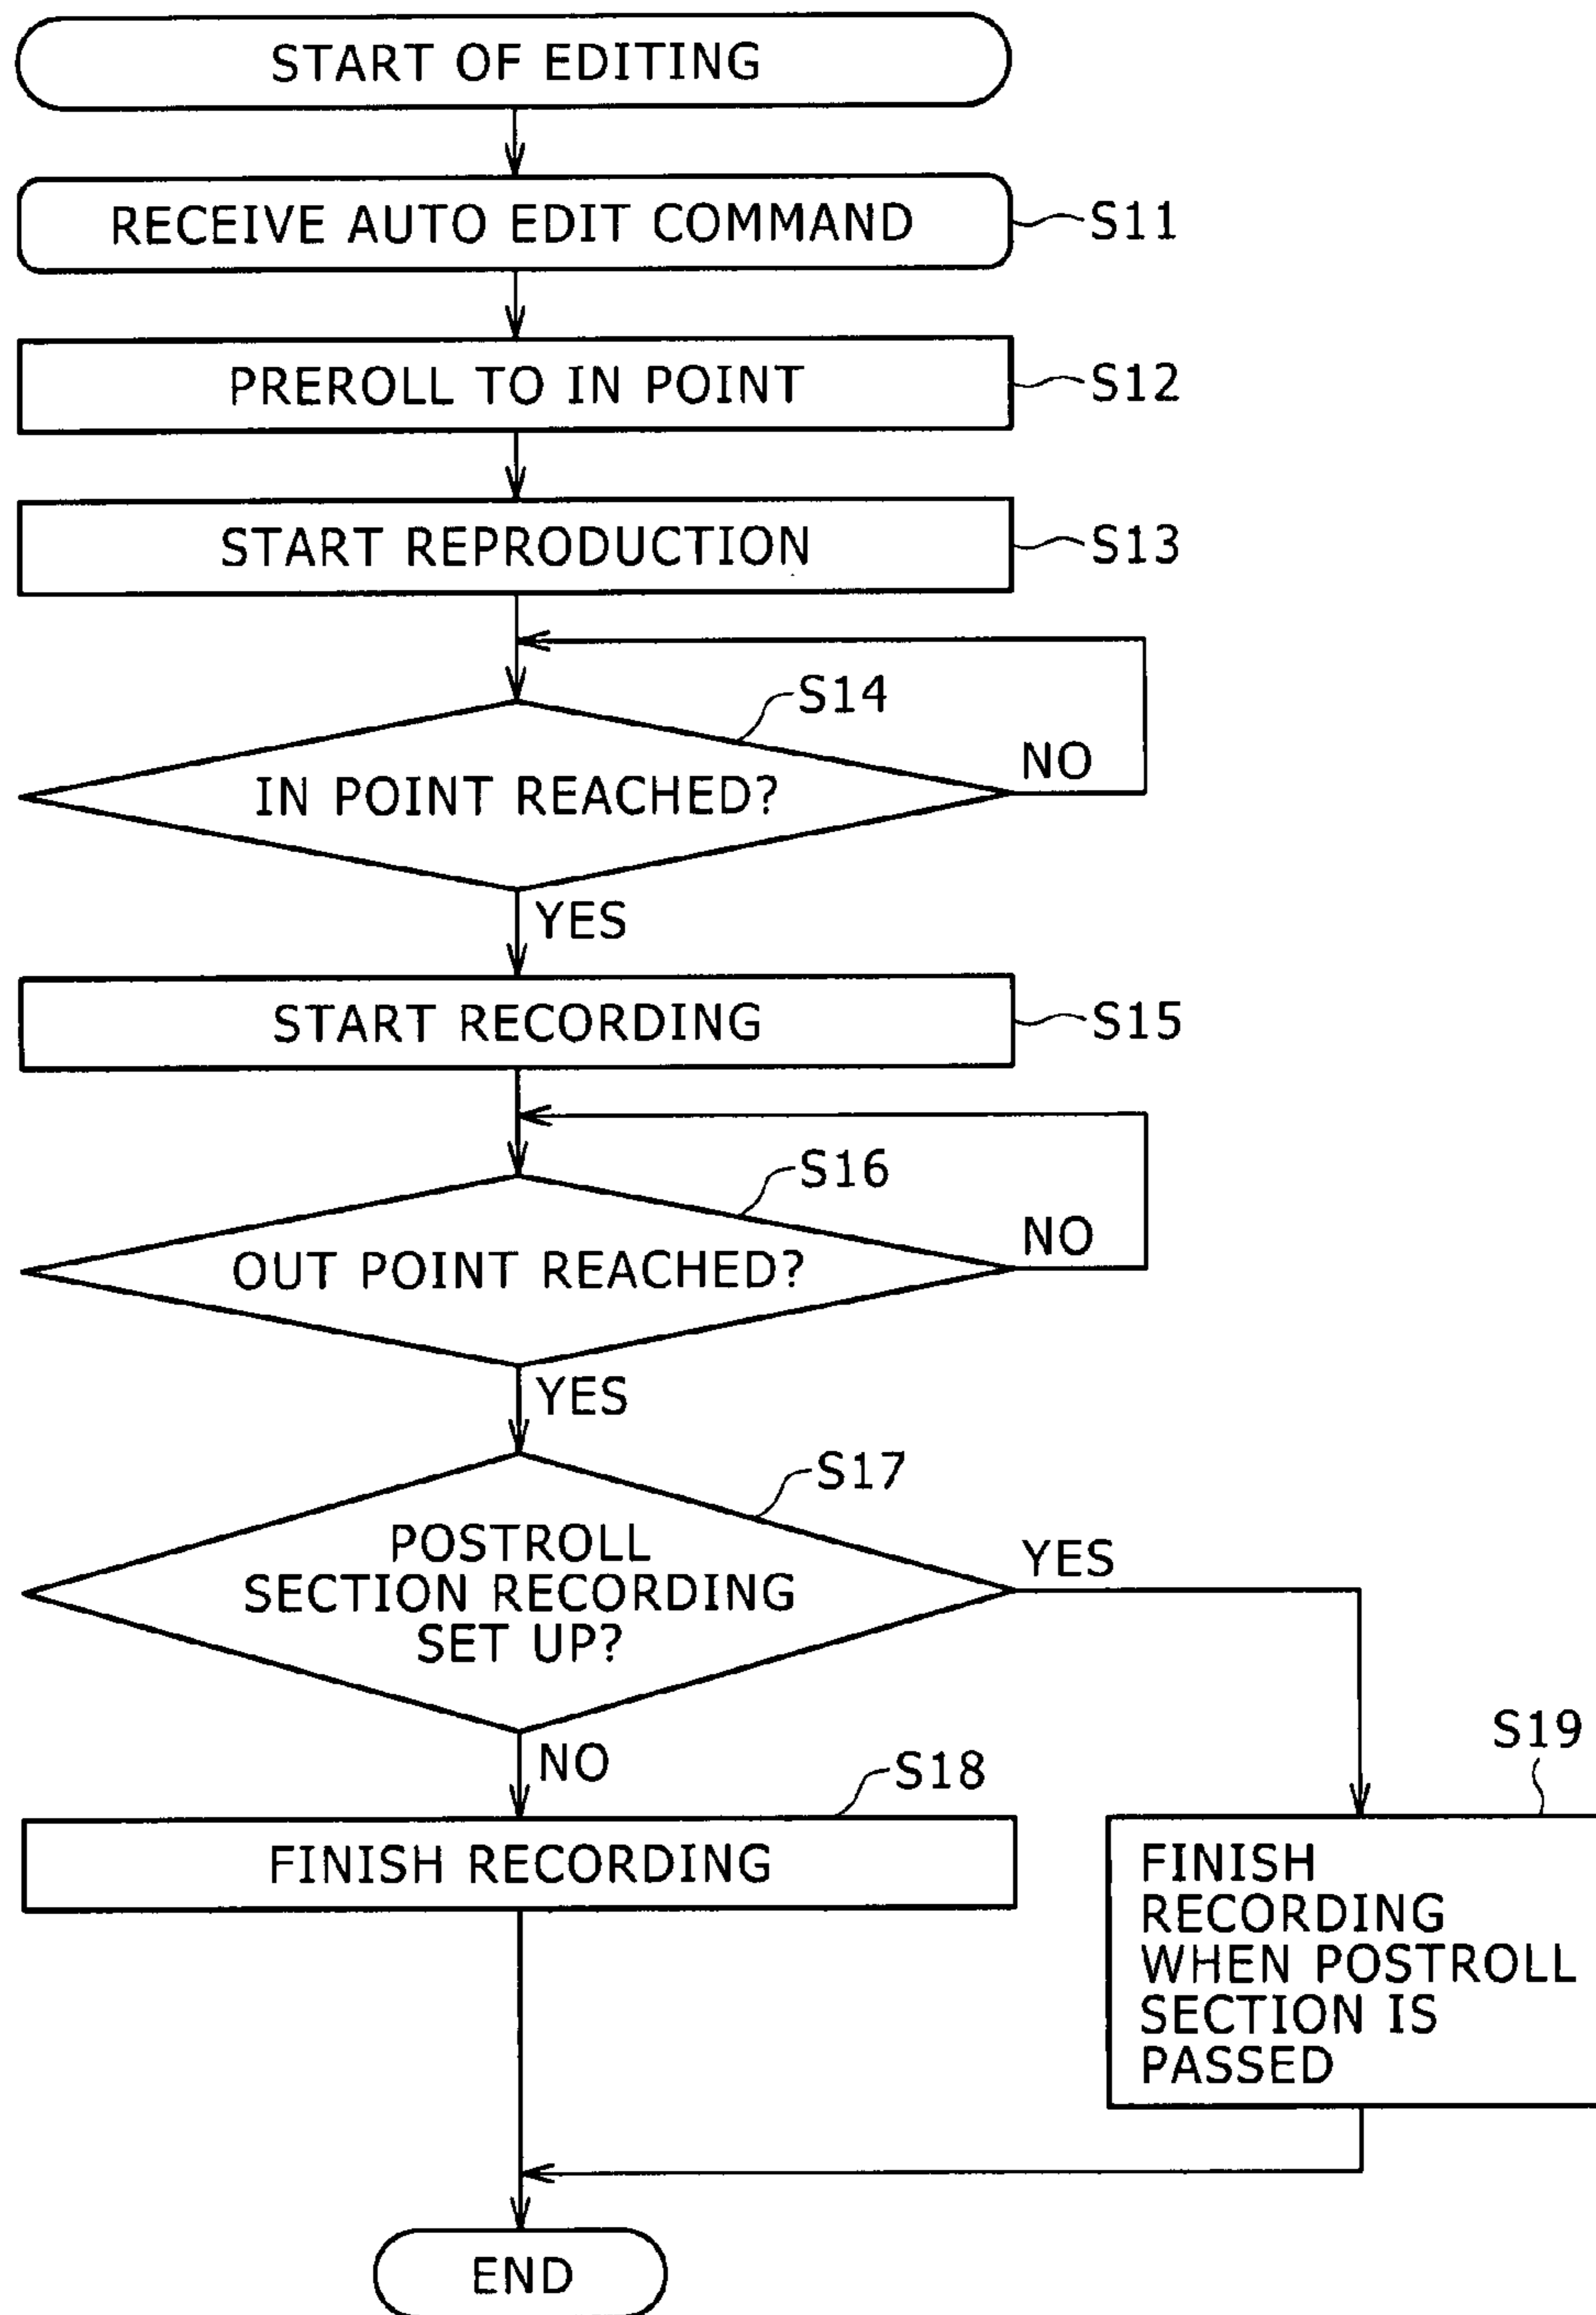 START OF EDITING
RECEIVE AUTO EDIT COMMAND
S11
PREROLL TO IN POINT
S12
START REPRODUCTION
S13
S14
IN POINT REACHED?
NO
YES
START RECORDING
S15
S16
OUT POINT REACHED?
NO
YES
S17
POSTROLL
SECTION RECORDING
SET UP?
YES
NO
S18
S19
FINISH RECORDING
FINISH
RECORDING
WHEN POSTROLL
SECTION IS
PASSED
END